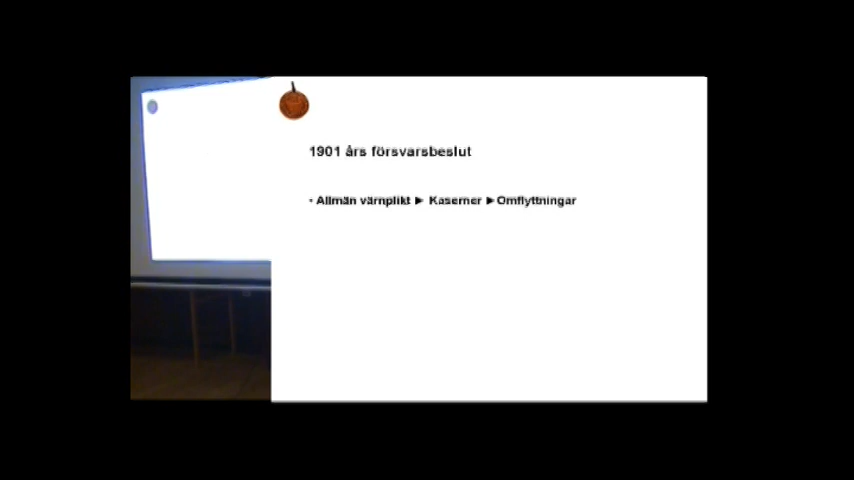 1901 års försvarsbeslut
• Allmän värnplikt ► Kaserner ►Omflyttningar